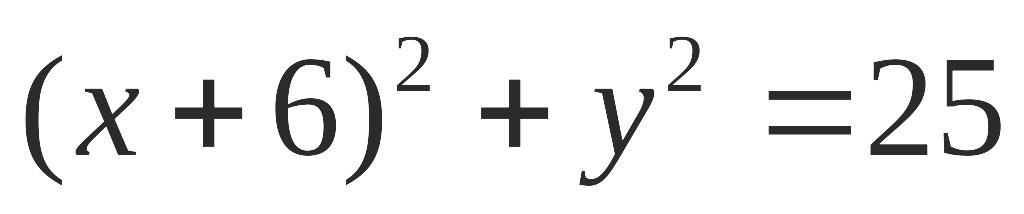 (x + 6)² + y² = 25